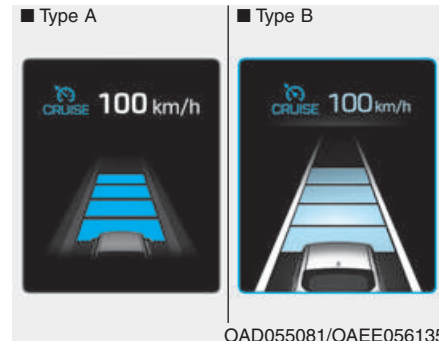 ■ Type A
■ Type B
CRUISE 100 km/h
CRUISE 100 km/h
OAD055081/OAEE056135